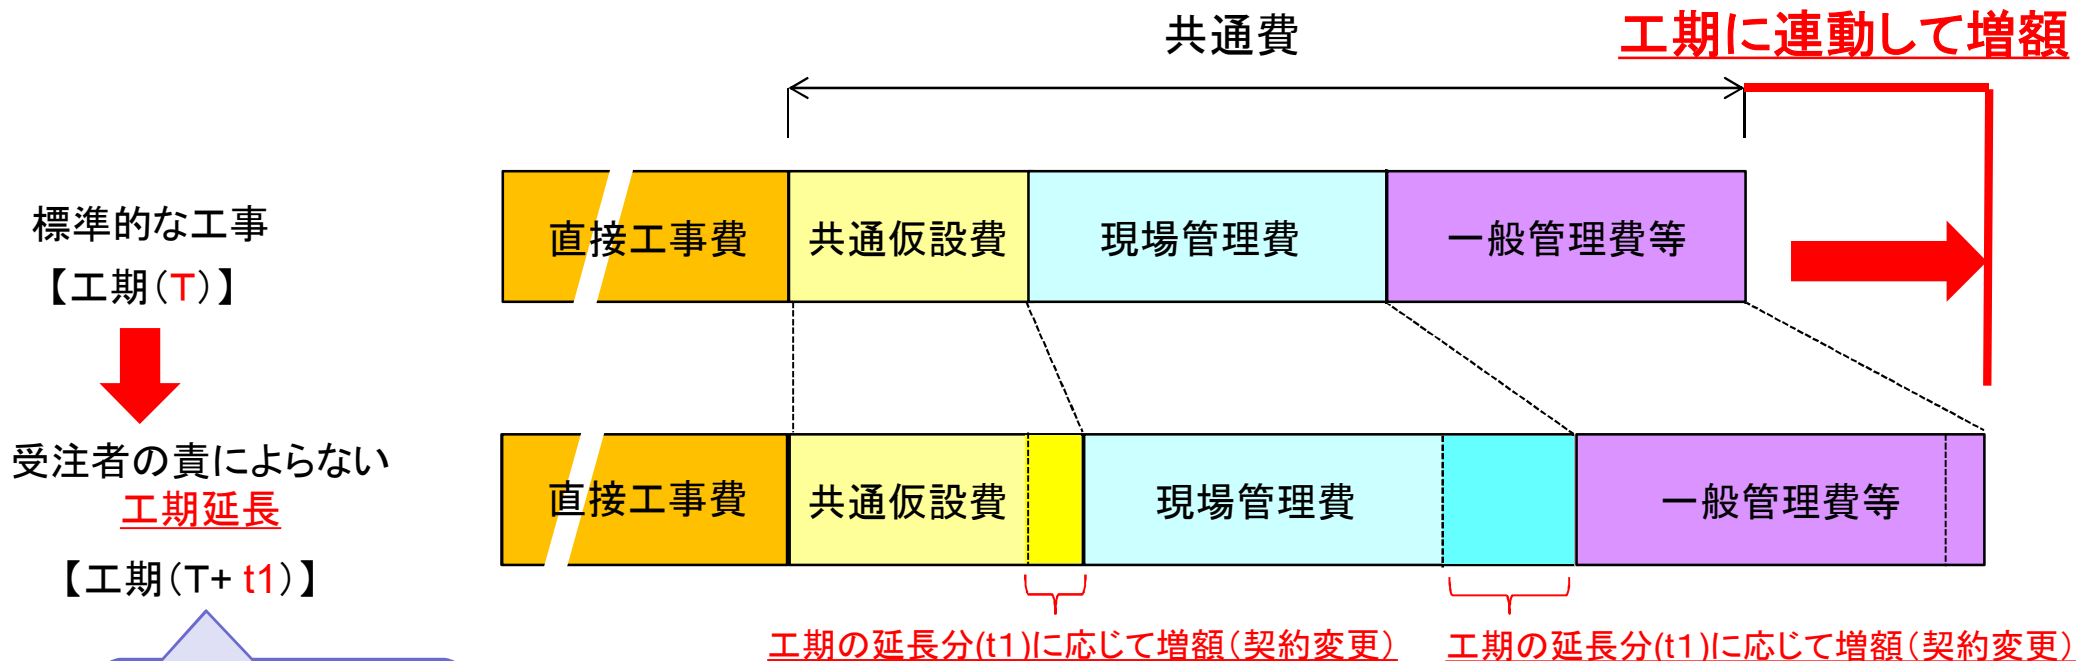 共通費
工期に連動して増額
標準的な工事
【工期(T)】
直接工事費
共通仮設費
現場管理費
一般管理費等
受注者の責によらない
工期延長
【工期(T+ t1)】
直接工事費
共通仮設費
現場管理費
一般管理費等
工期の延長分(t1)に応じて増額(契約変更)
工期の延長分(t1)に応じて増額(契約変更)